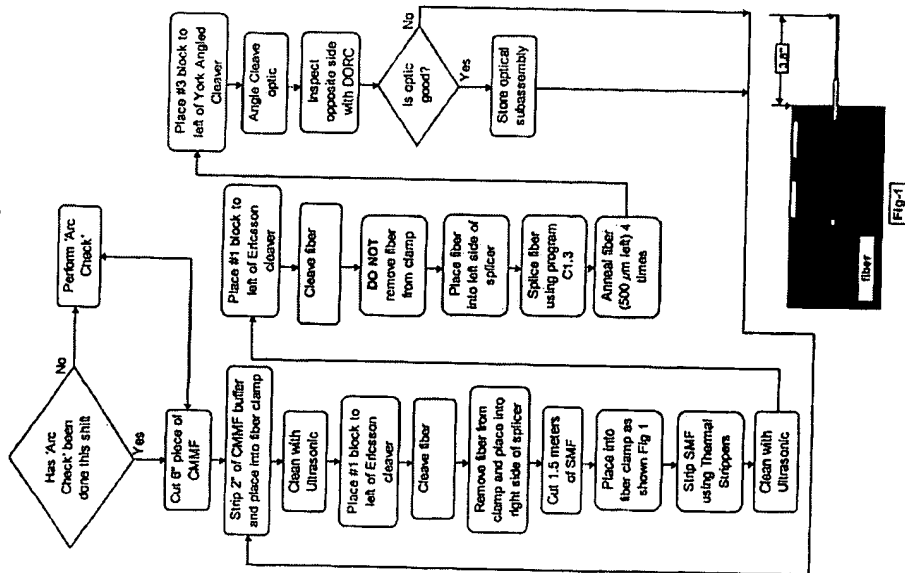 Has 'Arc
Check' been
done this shit
No
Yes
Perform 'Arc
Check'
Cut 6" piece of
CMMF
Strip 2" of CMMF buffer
and place into fiber clamp
Clean with
Ultrasonic
Place #1 block to
left of Ericsson
cleaver
Cleave fiber
Remove fiber from
clamp and place into
right side of splicer
Cut 1.5 meters
of SMF
Place into
fiber clamp as
shown Fig 1
Strip SMF
using Thermal
Strippers
Clean with
Ultrasonic
Place #1 block to
left of Ericsson
cleaver
Cleave fiber
DO NOT
remove fiber
from clamp
Place fiber
into left side of
splicer
Splice fiber
using program
C1.3
Anneal fiber
(500 µm left) 4
times
Place #3 block to
left of York Angled
Cleaver
Angle Cleave
optic
Inspect
opposite side
with DORC
Is optic
good?
No
Yes
Store optical
subassembly
fiber
Fig-1